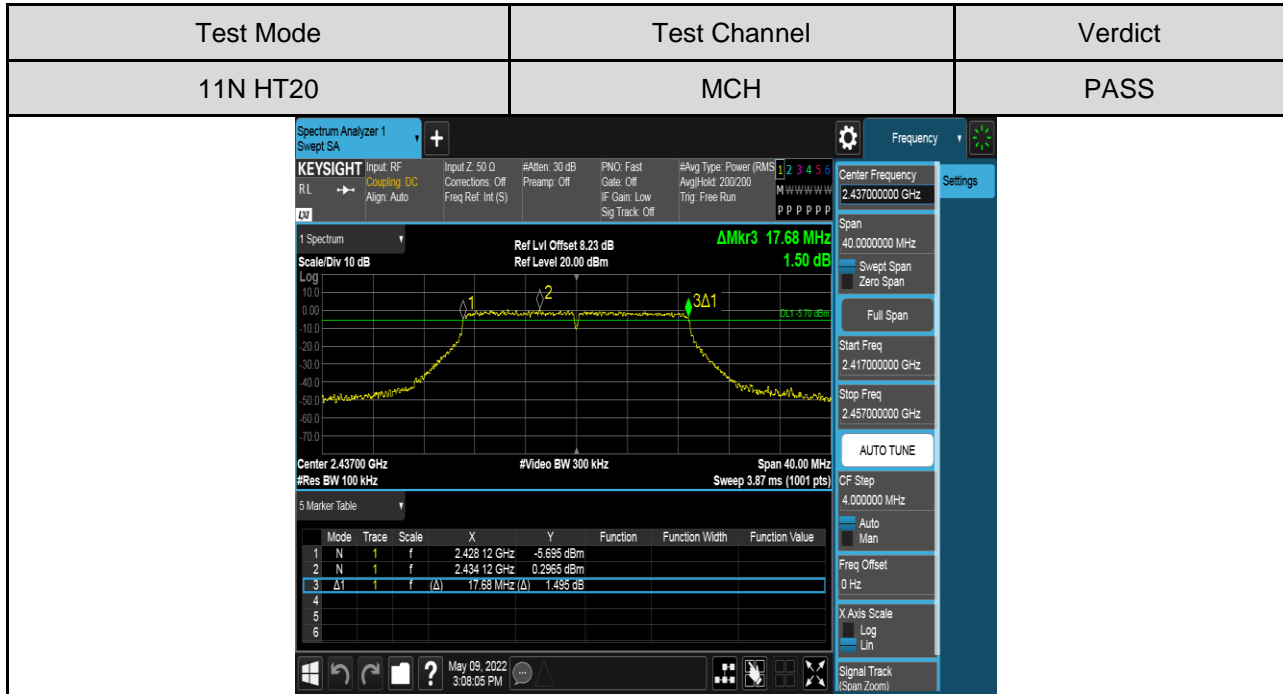 Test Mode Test Channel Verdict
11N HT20 MCH PASS
Spectrum Analyzer 1
Swept SA
+
Frequency
KEYSIGHT
RL
LXI
Input: RF
Coupling: DC
Align: Auto
Input Z: 50 Ω
Corrections: Off
Freq Ref: Int (S)
#Atten: 30 dB
Preamp: Off
PNO: Fast
Gate: Off
IF Gain: Low
Sig Track: Off
#Avg Type: Power (RMS
Avg|Hold: 200/200
Trig: Free Run
1 2 3 4 5 6
M W W W W W
P P P P P P
1 Spectrum
Scale/Div 10 dB
Ref Lvl Offset 8.23 dB
Ref Level 20.00 dBm
ΔMkr3 17.68 MHz
1.50 dB
Log
10.0
0.00
-10.0
-20.0
-30.0
-40.0
-50.0
-60.0
-70.0
1
2
3Δ1
DL1 -5.70 dBm
Center 2.43700 GHz
#Video BW 300 kHz
Span 40.00 MHz
#Res BW 100 kHz
Sweep 3.87 ms (1001 pts)
5 Marker Table
Mode Trace Scale X Y Function Function Width Function Value
1 N 1 f 2.428 12 GHz -5.695 dBm
2 N 1 f 2.434 12 GHz 0.2965 dBm
3 Δ1 1 f (Δ) 17.68 MHz (Δ) 1.495 dB
4
5
6
May 09, 2022
3:08:05 PM
Center Frequency
2.437000000 GHz
Settings
Span
40.0000000 MHz
Swept Span
Zero Span
Full Span
Start Freq
2.417000000 GHz
Stop Freq
2.457000000 GHz
AUTO TUNE
CF Step
4.000000 MHz
Auto
Man
Freq Offset
0 Hz
X Axis Scale
Log
Lin
Signal Track
(Span Zoom)